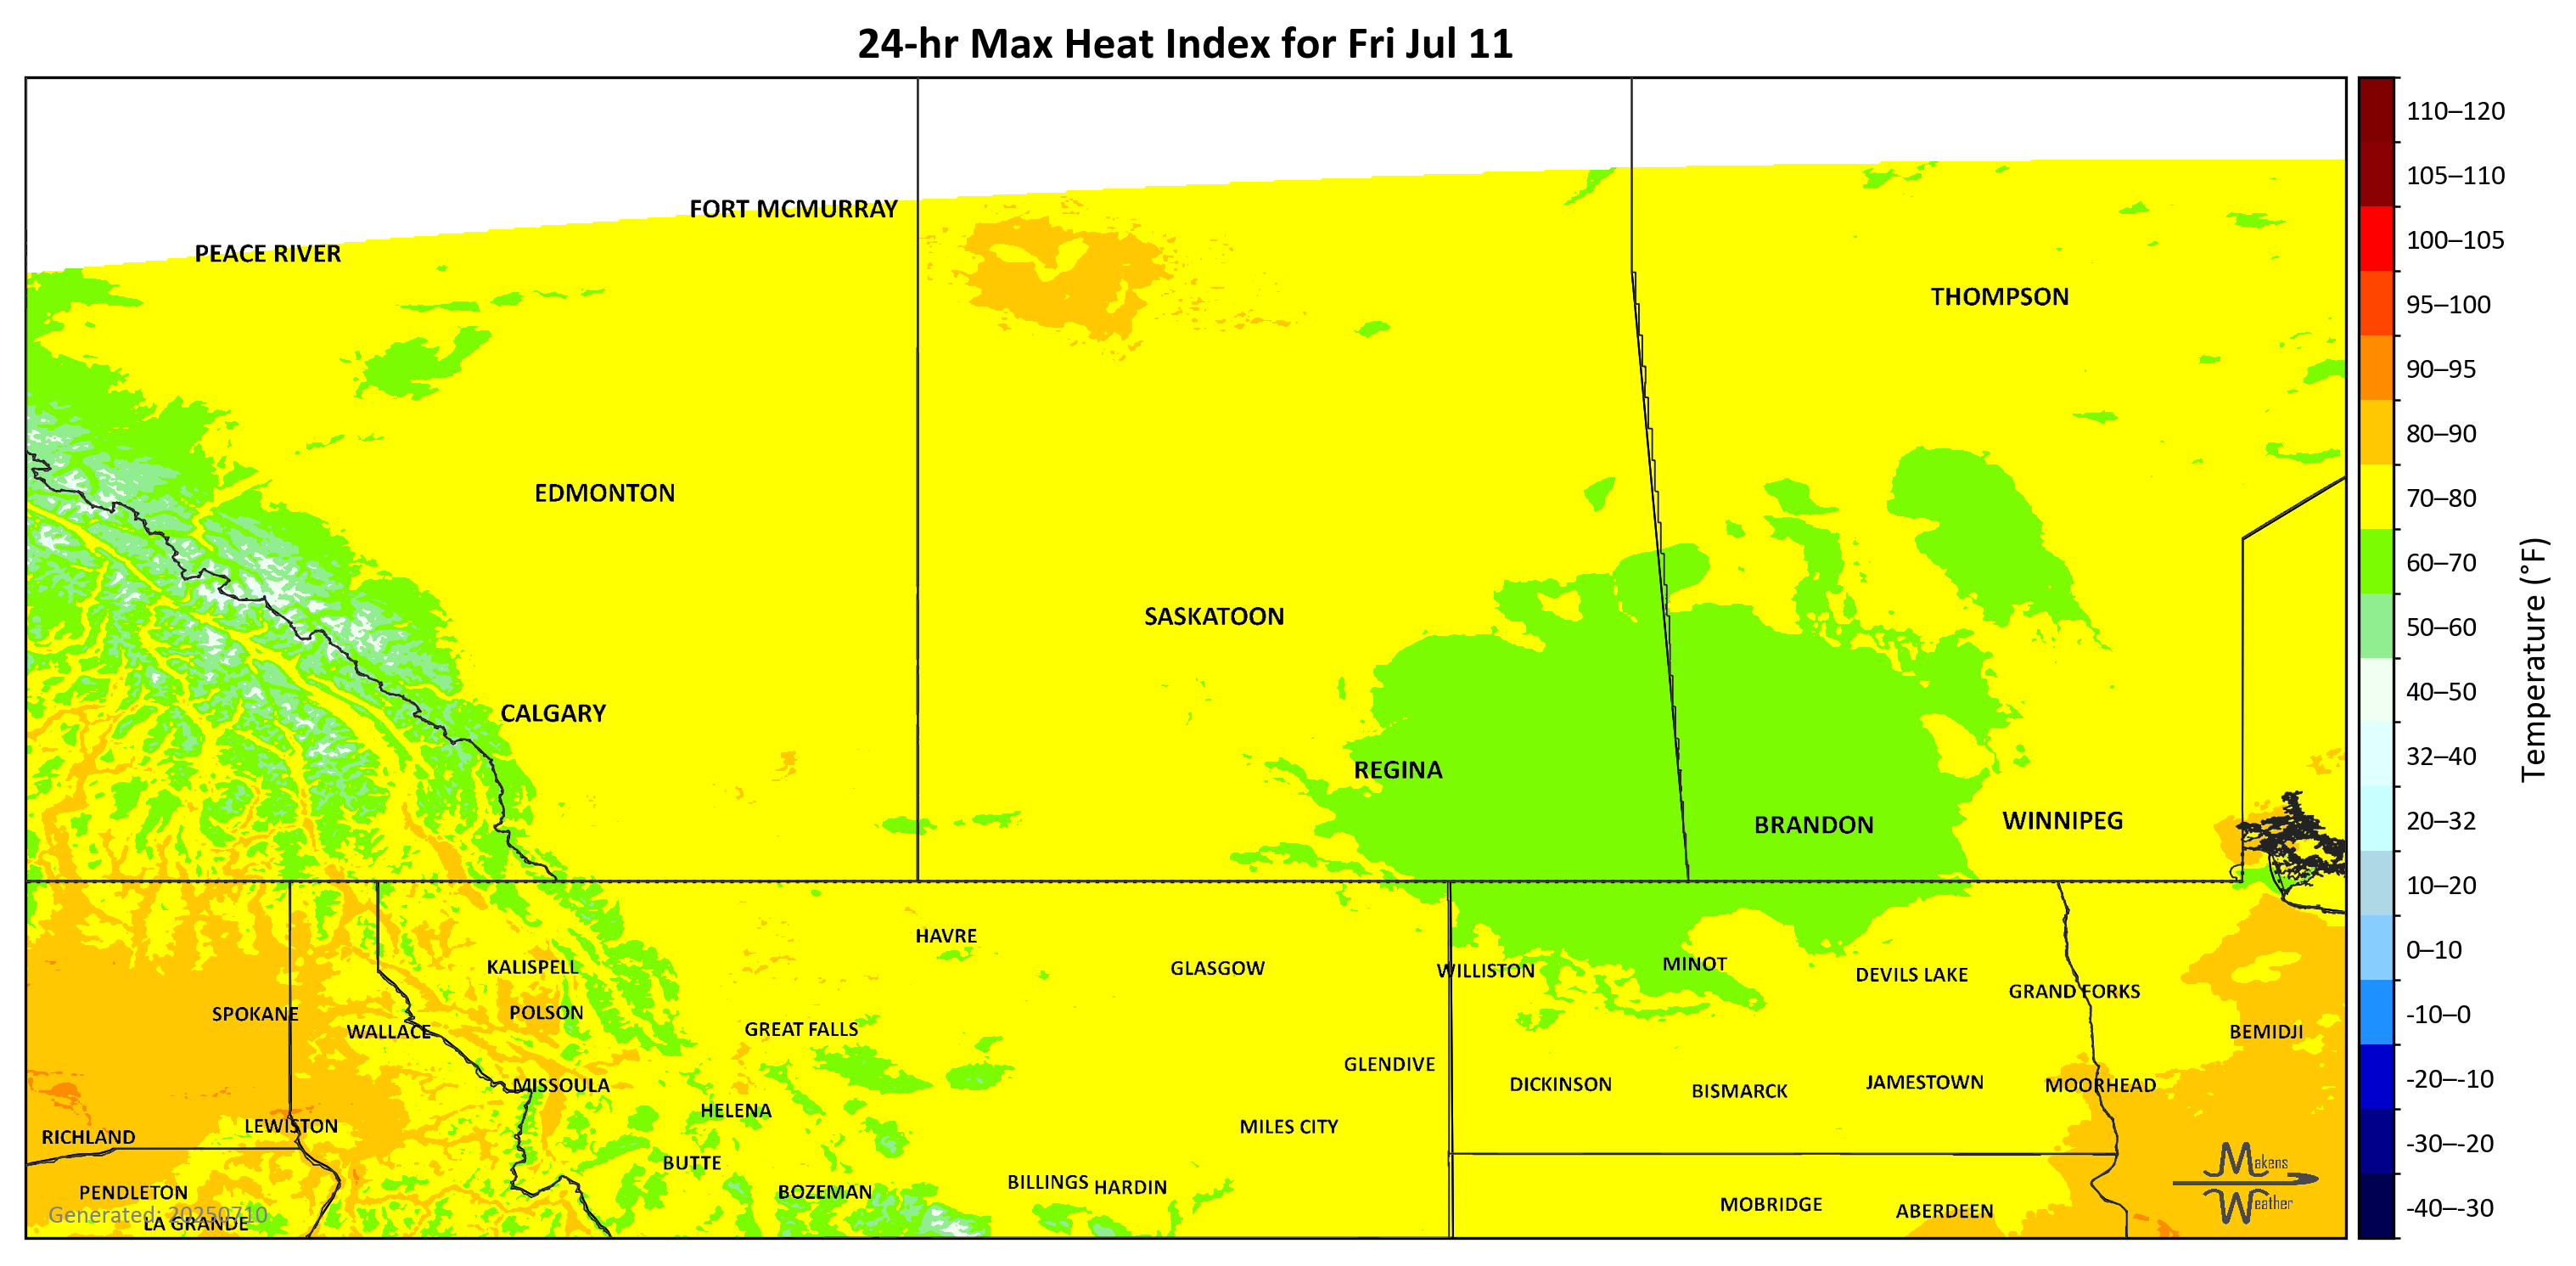 24-hr Max Heat Index for Fri Jul 11
110–120
105–110
FORT MCMURRAY
100–105
PEACE RIVER
THOMPSON
95–100
90–95
80–90
EDMONTON
70–80
60–70
SASKATOON
50–60
Temperature (°F)
40–50
CALGARY
32–40
REGINA
BRANDON
WINNIPEG
20–32
10–20
HAVRE
0–10
KALISPELL
GLASGOW
WILLISTON
MINOT
DEVILS LAKE
GRAND FORKS
SPOKANE
POLSON
-10–0
WALLACE
GREAT FALLS
BEMIDJI
GLENDIVE
-20–-10
MISSOULA
DICKINSON
BISMARCK
JAMESTOWN
MOORHEAD
HELENA
RICHLAND
LEWISTON
MILES CITY
-30–-20
BUTTE
Makens
Weather
PENDLETON
BOZEMAN
BILLINGS
HARDIN
MOBRIDGE
ABERDEEN
-40–-30
Generated: 20250710
LA GRANDE